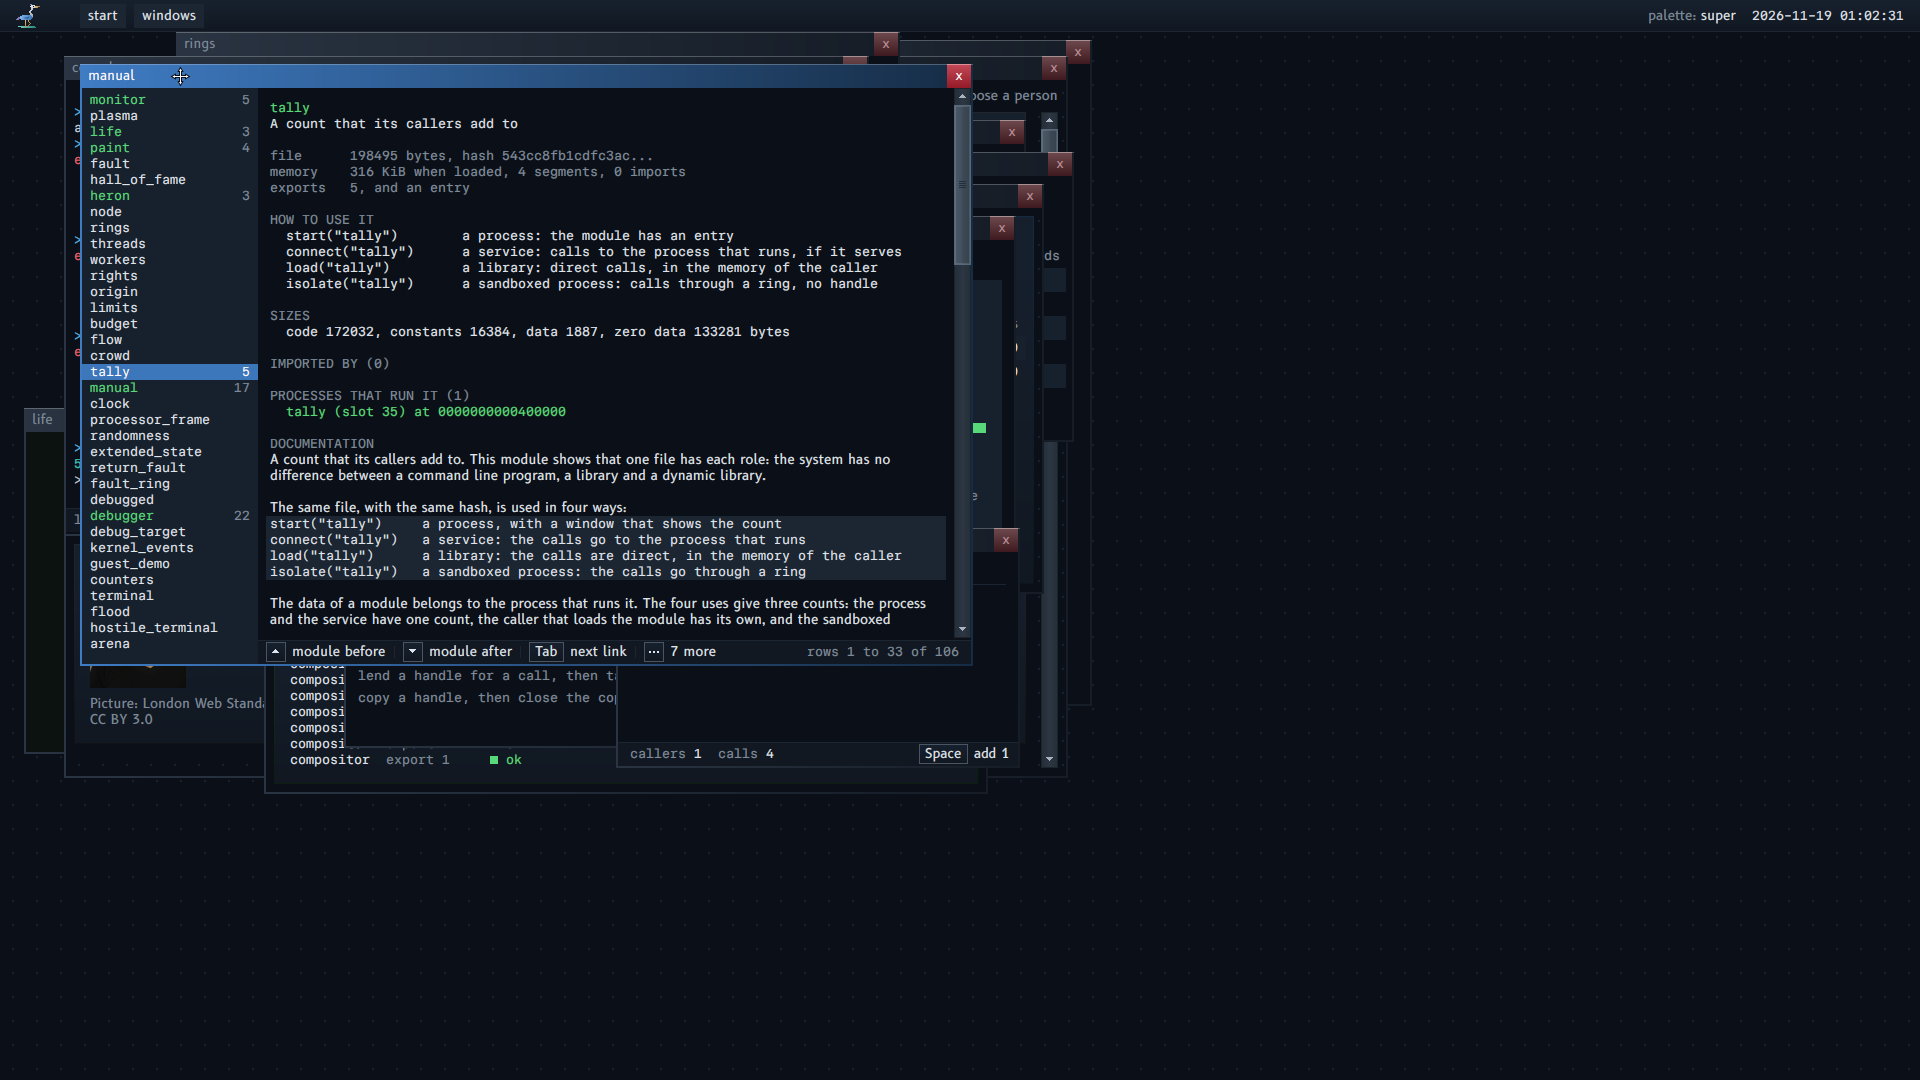 start windows palette: super 2026-11-19 01:02:31
rings x
x
x
manual x
monitor 5
plasma
life 3
paint 4
fault
hall_of_fame
heron 3
node
rings
threads
workers
rights
origin
limits
budget
flow
crowd
tally 5
manual 17
clock
processor_frame
randomness
extended_state
return_fault
fault_ring
debugged
debugger 22
debug_target
kernel_events
guest_demo
counters
terminal
flood
hostile_terminal
arena
tally
A count that its callers add to
file 198495 bytes, hash 543cc8fb1cdfc3ac...
memory 316 KiB when loaded, 4 segments, 0 imports
exports 5, and an entry
HOW TO USE IT
start("tally") a process: the module has an entry
connect("tally") a service: calls to the process that runs, if it serves
load("tally") a library: direct calls, in the memory of the caller
isolate("tally") a sandboxed process: calls through a ring, no handle
SIZES
code 172032, constants 16384, data 1887, zero data 133281 bytes
IMPORTED BY (0)
PROCESSES THAT RUN IT (1)
tally (slot 35) at 0000000000400000
DOCUMENTATION
A count that its callers add to. This module shows that one file has each role: the system has no
difference between a command line program, a library and a dynamic library.
The same file, with the same hash, is used in four ways:
start("tally") a process, with a window that shows the count
connect("tally") a service: the calls go to the process that runs
load("tally") a library: the calls are direct, in the memory of the caller
isolate("tally") a sandboxed process: the calls go through a ring
The data of a module belongs to the process that runs it. The four uses give three counts: the process
and the service have one count, the caller that loads the module has its own, and the sandboxed
module before module after Tab next link ... 7 more rows 1 to 33 of 106
a person
x
x
x
x
x
life
lend a handle for a call, then
copy a handle, then close the
Picture: London Web
CC BY 3.0
compositor export 1 ok
callers 1 calls 4 Space add 1